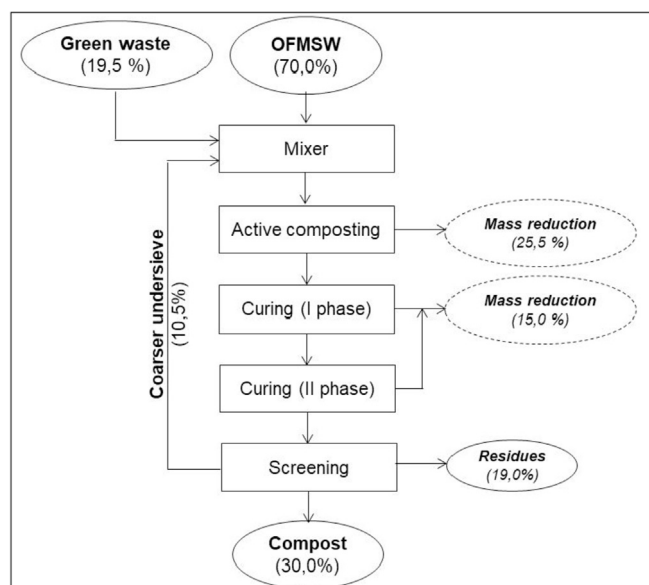 Green waste
(19,5 %)
OFMSW
(70,0%)
Mixer
Active composting
Mass reduction
(25,5 %)
Curing (I phase)
Mass reduction
(15,0 %)
Curing (II phase)
Coarser undersieve
(10,5%)
Screening
Residues
(19,0%)
Compost
(30,0%)